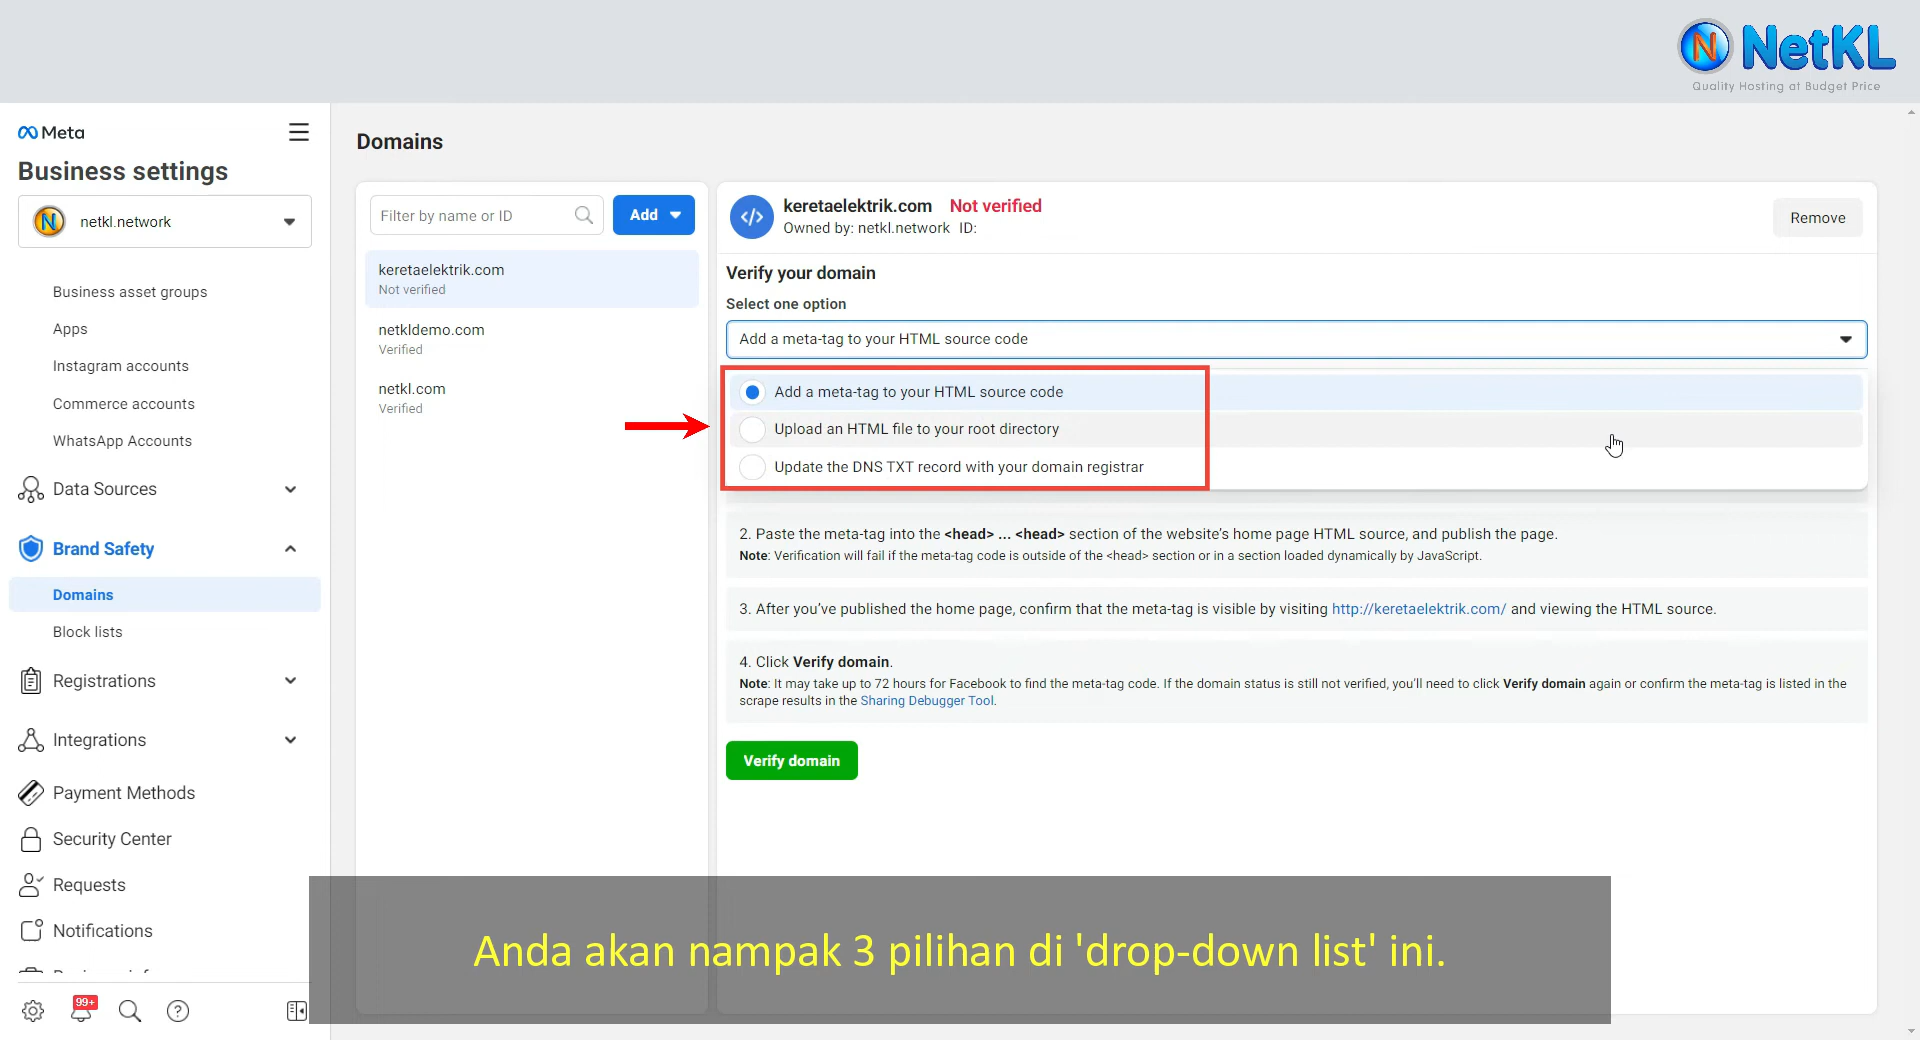 N NetKL
Quality Hosting at Budget Price
Meta
Business settings
N netkl.network
Business asset groups
Apps
Instagram accounts
Commerce accounts
WhatsApp Accounts
Data Sources
Brand Safety
Domains
Block lists
Registrations
Integrations
Payment Methods
Security Center
Requests
Notifications
99+
Domains
Filter by name or ID
Add
keretaelektrik.com
Not verified
netkldemo.com
Verified
netkl.com
Verified
keretaelektrik.com Not verified
Owned by: netkl.network ID:
Remove
Verify your domain
Select one option
Add a meta-tag to your HTML source code
Add a meta-tag to your HTML source code
Upload an HTML file to your root directory
Update the DNS TXT record with your domain registrar
2. Paste the meta-tag into the <head> ... <head> section of the website's home page HTML source, and publish the page.
Note: Verification will fail if the meta-tag code is outside of the <head> section or in a section loaded dynamically by JavaScript.
3. After you've published the home page, confirm that the meta-tag is visible by visiting http://keretaelektrik.com/ and viewing the HTML source.
4. Click Verify domain.
Note: It may take up to 72 hours for Facebook to find the meta-tag code. If the domain status is still not verified, you'll need to click Verify domain again or confirm the meta-tag is listed in the
scrape results in the Sharing Debugger Tool.
Verify domain
Anda akan nampak 3 pilihan di 'drop-down list' ini.